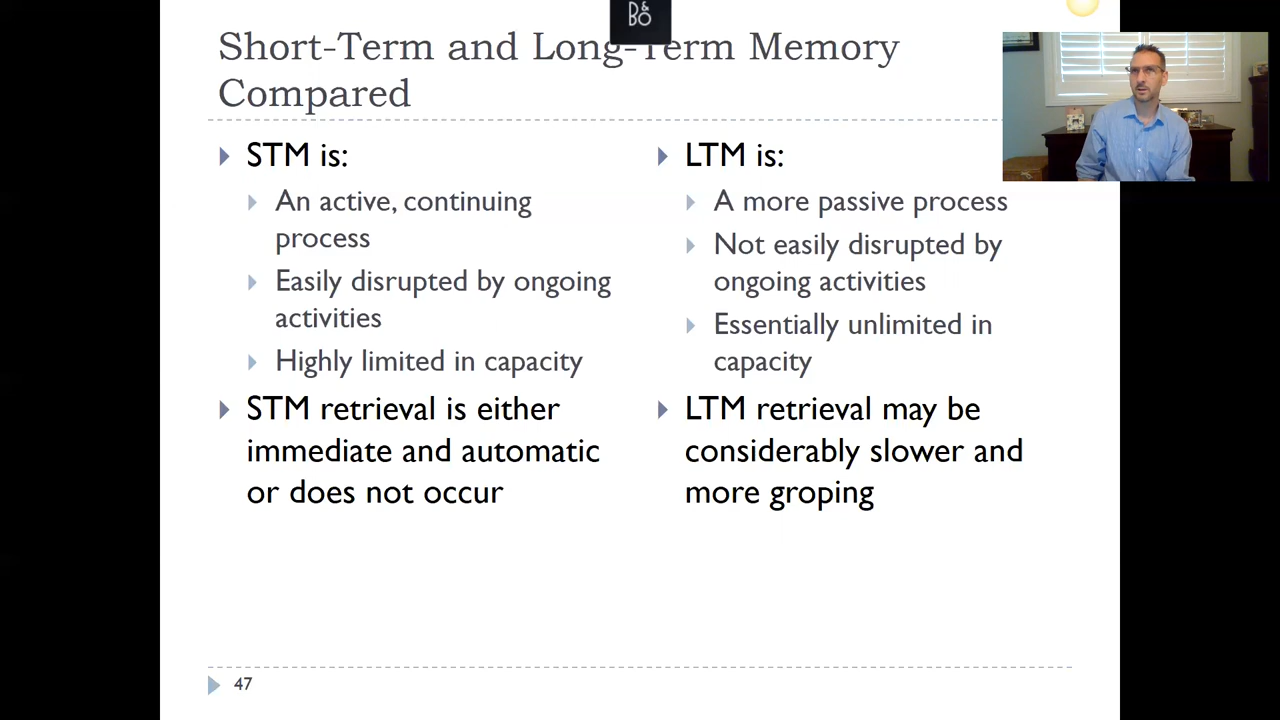 B&O
Short-Term and Long-Term Memory
Compared
STM is:
An active, continuing
process
Easily disrupted by ongoing
activities
Highly limited in capacity
STM retrieval is either
immediate and automatic
or does not occur
LTM is:
A more passive process
Not easily disrupted by
ongoing activities
Essentially unlimited in
capacity
LTM retrieval may be
considerably slower and
more groping
47